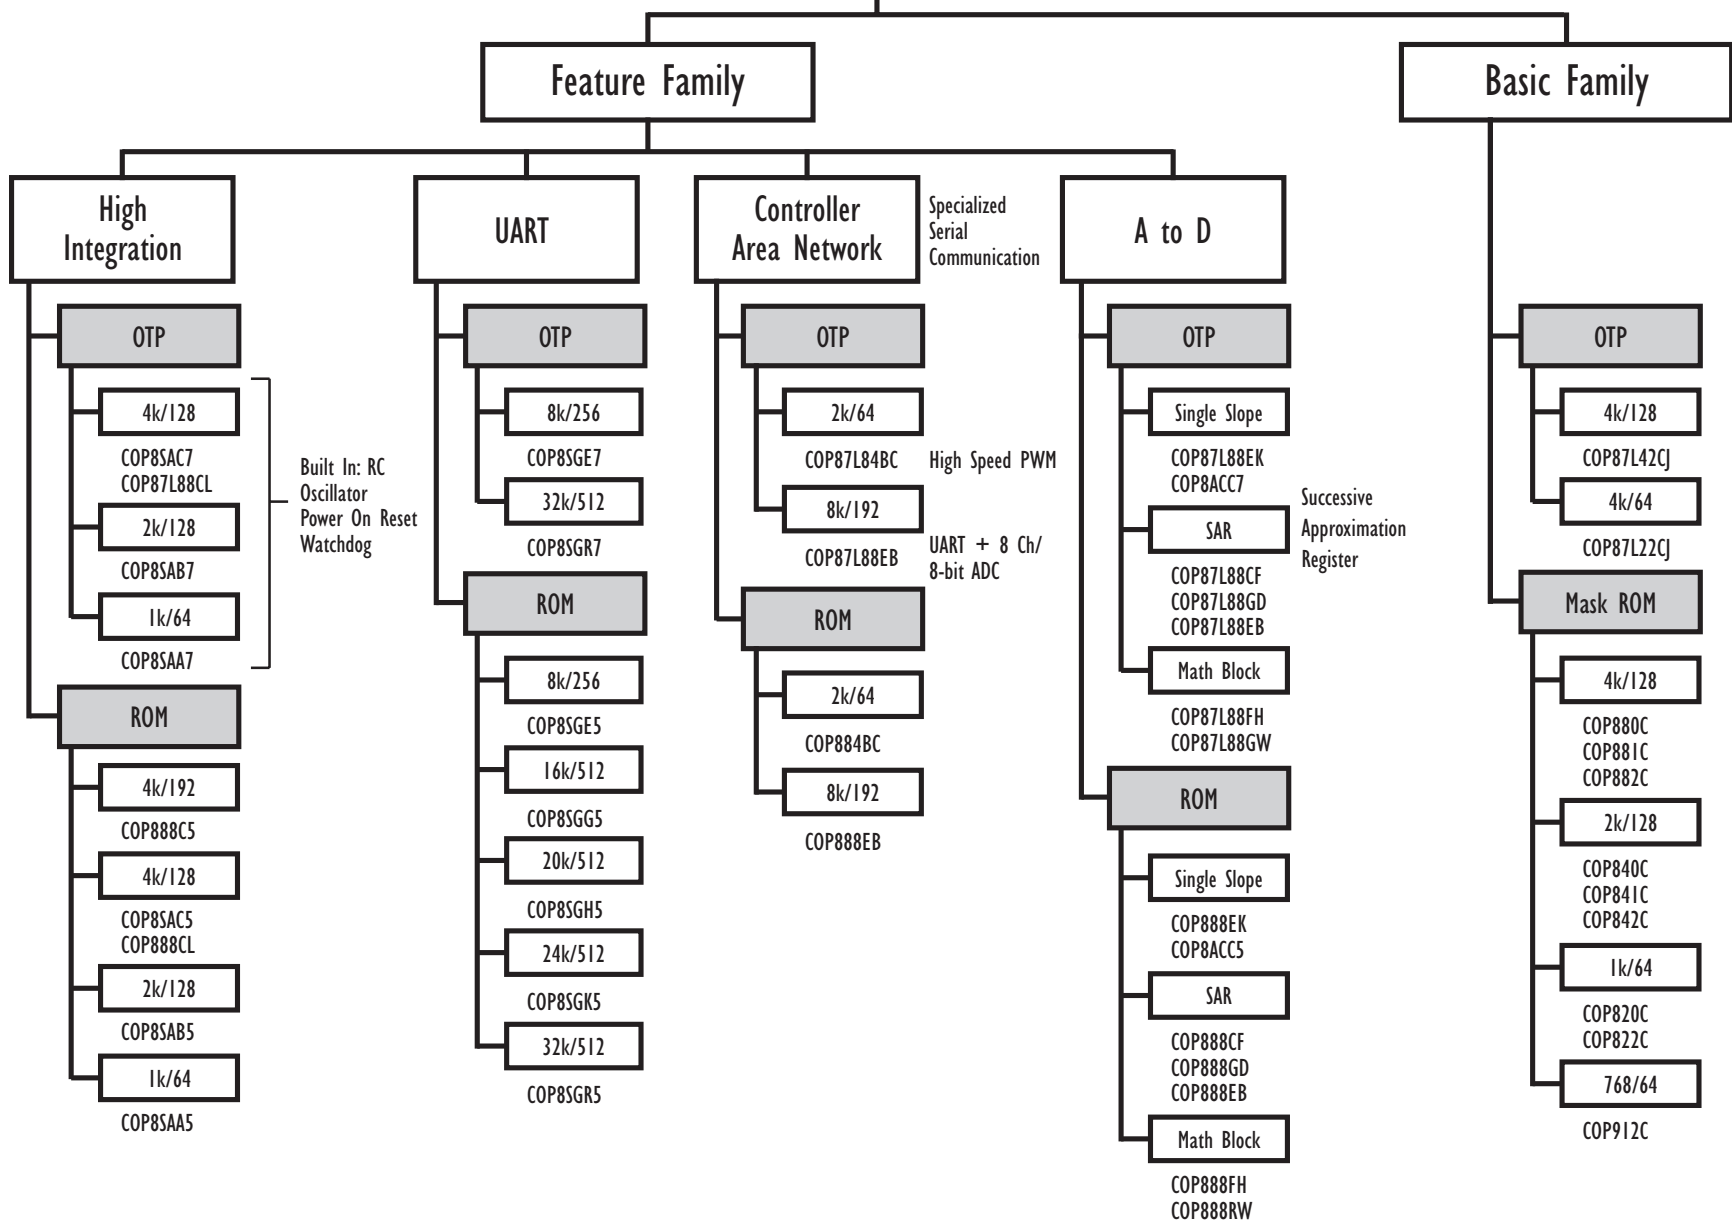 Feature Family
Basic Family
High
Integration
OTP
4k/128
COP8SAC7
COP87L88CL
2k/128
COP8SAB7
1k/64
COP8SAA7
Built In: RC
Oscillator
Power On Reset
Watchdog
ROM
4k/192
COP888C5
4k/128
COP8SAC5
COP888CL
2k/128
COP8SAB5
1k/64
COP8SAA5
UART
OTP
8k/256
COP8SGE7
32k/512
COP8SGR7
ROM
8k/256
COP8SGE5
16k/512
COP8SGG5
20k/512
COP8SGH5
24k/512
COP8SGK5
32k/512
COP8SGR5
Controller
Area Network
Specialized
Serial
Communication
OTP
2k/64
COP87L84BC
High Speed PWM
8k/192
COP87L88EB
UART + 8 Ch/
8-bit ADC
ROM
2k/64
COP884BC
8k/192
COP888EB
A to D
OTP
Single Slope
COP87L88EK
COP8ACC7
SAR
Successive
Approximation
Register
COP87L88CF
COP87L88GD
COP87L88EB
Math Block
COP87L88FH
COP87L88GW
ROM
Single Slope
COP888EK
COP8ACC5
SAR
COP888CF
COP888GD
COP888EB
Math Block
COP888FH
COP888RW
OTP
4k/128
COP87L42CJ
4k/64
COP87L22CJ
Mask ROM
4k/128
COP880C
COP881C
COP882C
2k/128
COP840C
COP841C
COP842C
1k/64
COP820C
COP822C
768/64
COP912C